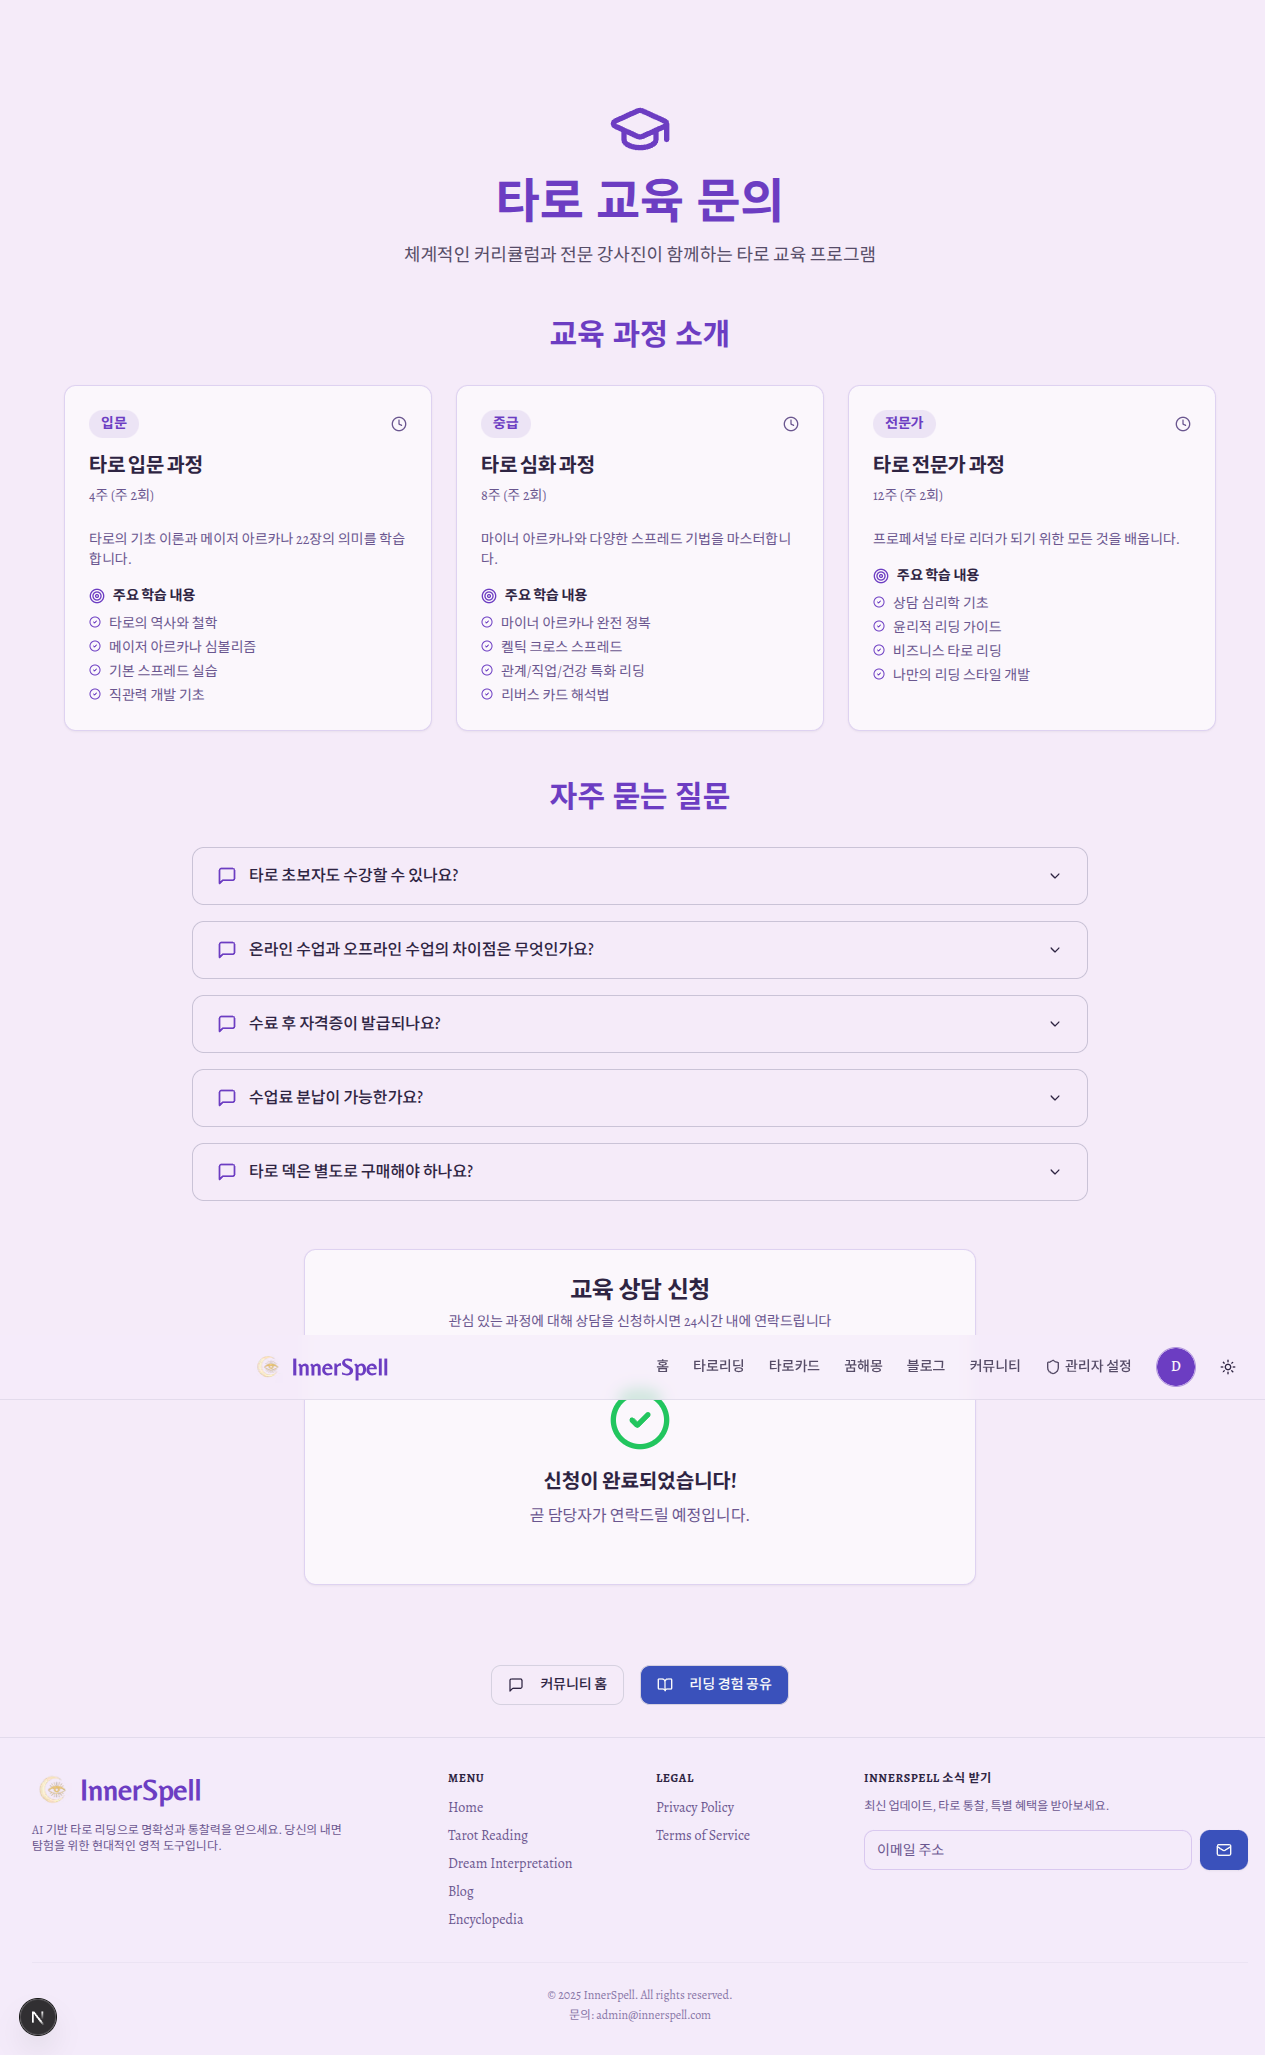 타로 교육 문의
체계적인 커리큘럼과 전문 강사진이 함께하는 타로 교육 프로그램
교육 과정 소개
입문
타로 입문 과정
4주 (주 2회)
타로의 기초 이론과 메이저 아르카나 22장의 의미를 학습
합니다.
주요 학습 내용
타로의 역사와 철학
메이저 아르카나 심볼리즘
기본 스프레드 실습
직관력 개발 기초
중급
타로 심화 과정
8주 (주 2회)
마이너 아르카나와 다양한 스프레드 기법을 마스터합니
다.
주요 학습 내용
마이너 아르카나 완전 정복
켈틱 크로스 스프레드
관계/직업/건강 특화 리딩
리버스 카드 해석법
전문가
타로 전문가 과정
12주 (주 2회)
프로페셔널 타로 리더가 되기 위한 모든 것을 배웁니다.
주요 학습 내용
상담 심리학 기초
윤리적 리딩 가이드
비즈니스 타로 리딩
나만의 리딩 스타일 개발
자주 묻는 질문
타로 초보자도 수강할 수 있나요?
온라인 수업과 오프라인 수업의 차이점은 무엇인가요?
수료 후 자격증이 발급되나요?
수업료 분납이 가능한가요?
타로 덱은 별도로 구매해야 하나요?
교육 상담 신청
관심 있는 과정에 대해 상담을 신청하시면 24시간 내에 연락드립니다
InnerSpell 홈 타로리딩 타로카드 꿈해몽 블로그 커뮤니티 관리자 설정 D
신청이 완료되었습니다!
곧 담당자가 연락드릴 예정입니다.
커뮤니티 홈 리딩 경험 공유
InnerSpell
AI 기반 타로 리딩으로 명확성과 통찰력을 얻으세요. 당신의 내면
탐험을 위한 현대적인 영적 도구입니다.
MENU
Home
Tarot Reading
Dream Interpretation
Blog
Encyclopedia
LEGAL
Privacy Policy
Terms of Service
INNERSPELL 소식 받기
최신 업데이트, 타로 통찰, 특별 혜택을 받아보세요.
이메일 주소
© 2025 InnerSpell. All rights reserved.
문의: admin@innerspell.com
N